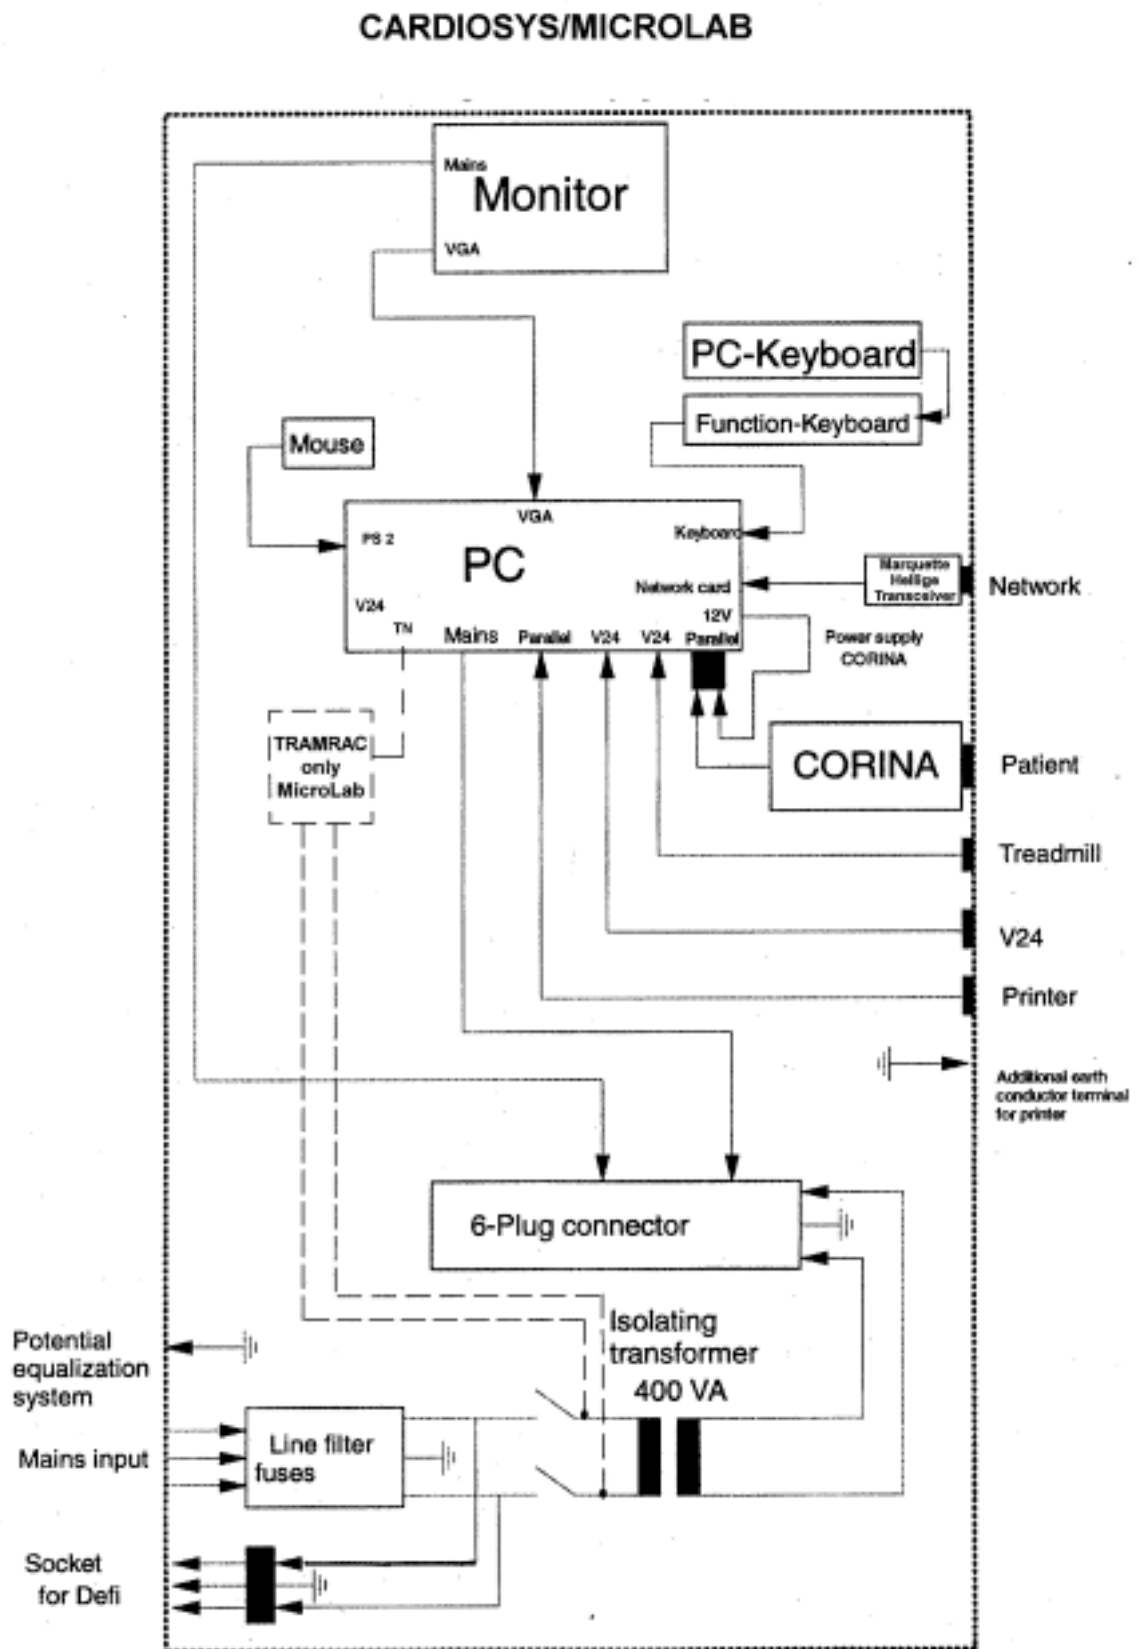 CARDIOSYS/MICROLAB
Mains
Monitor
VGA
PC-Keyboard
Function-Keyboard
Mouse
VGA
Keyboard
PS 2
PC
Marquette
Hellige
Transceiver
Network
Network card
V24
12V
TN
Mains
Parallel
V24
V24
Parallel
Power supply
CORINA
TRAMRAC
only
MicroLab
CORINA
Patient
Treadmill
V24
Printer
Additional earth
conductor terminal
for printer
6-Plug connector
Isolating
transformer
400 VA
Potential
equalization
system
Mains input
Line filter
fuses
Socket
for Defi